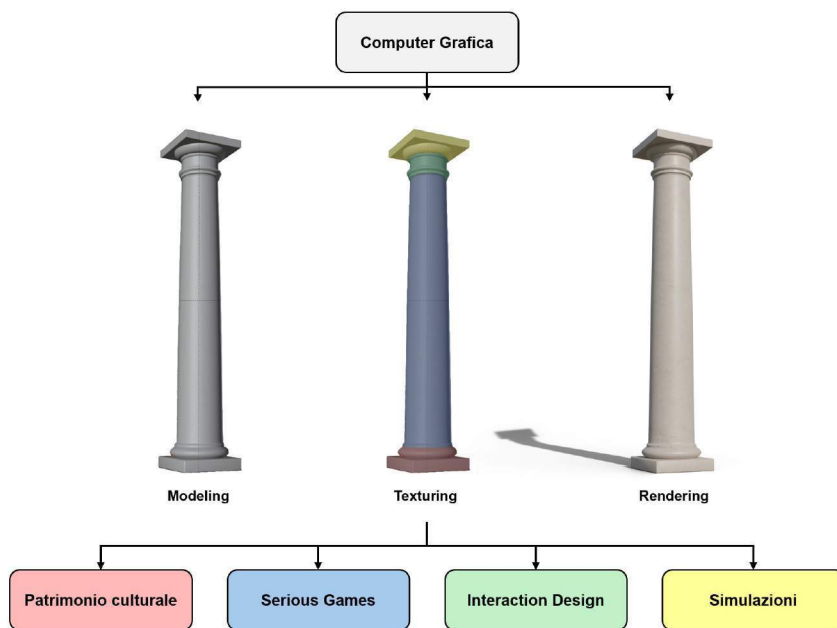 Computer Grafica
Modeling
Texturing
Rendering
Patrimonio culturale
Serious Games
Interaction Design
Simulazioni